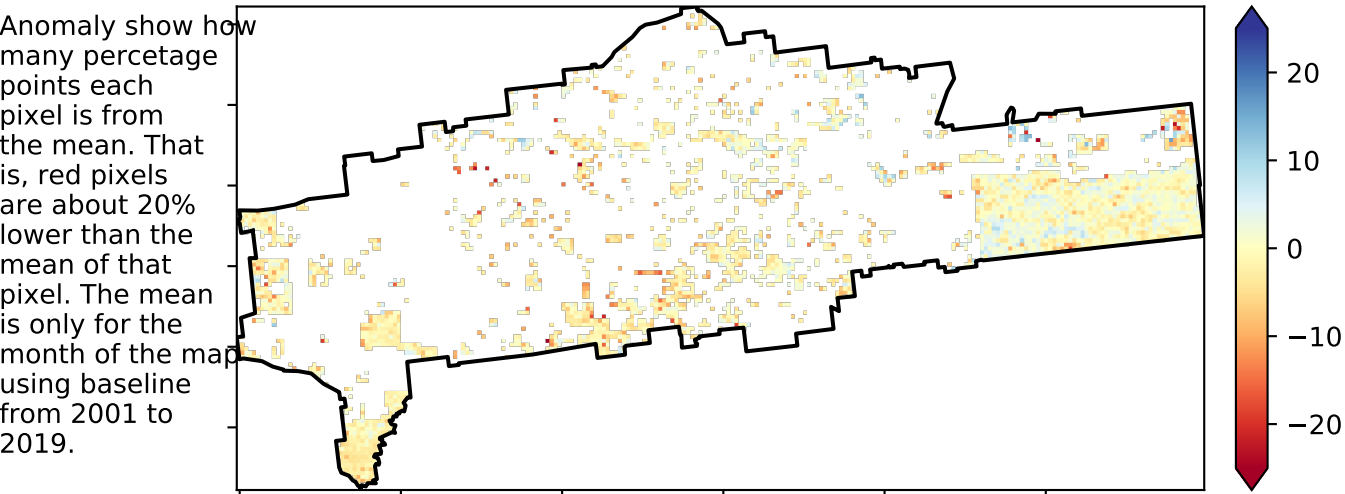 Anomaly show how
many percetage
points each
pixel is from
the mean. That
is, red pixels
are about 20%
lower than the
mean of that
pixel. The mean
is only for the
month of the map
using baseline
from 2001 to
2019.
20
10
0
−10
−20